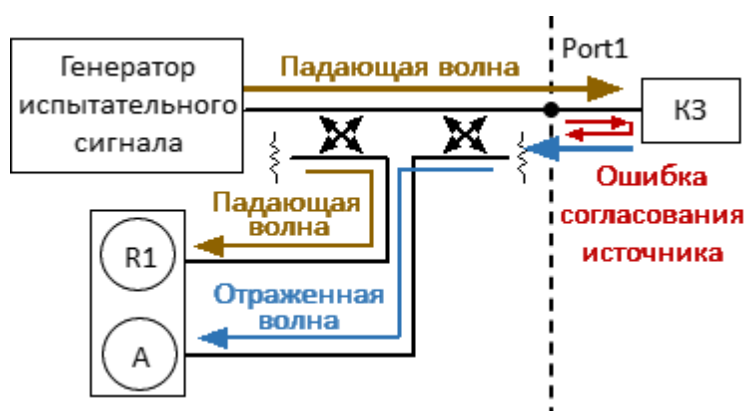 Генератор
испытательного
сигнала
Падающая волна
Port1
КЗ
Ошибка
согласования
источника
Падающая
волна
R1
Отраженная
волна
A